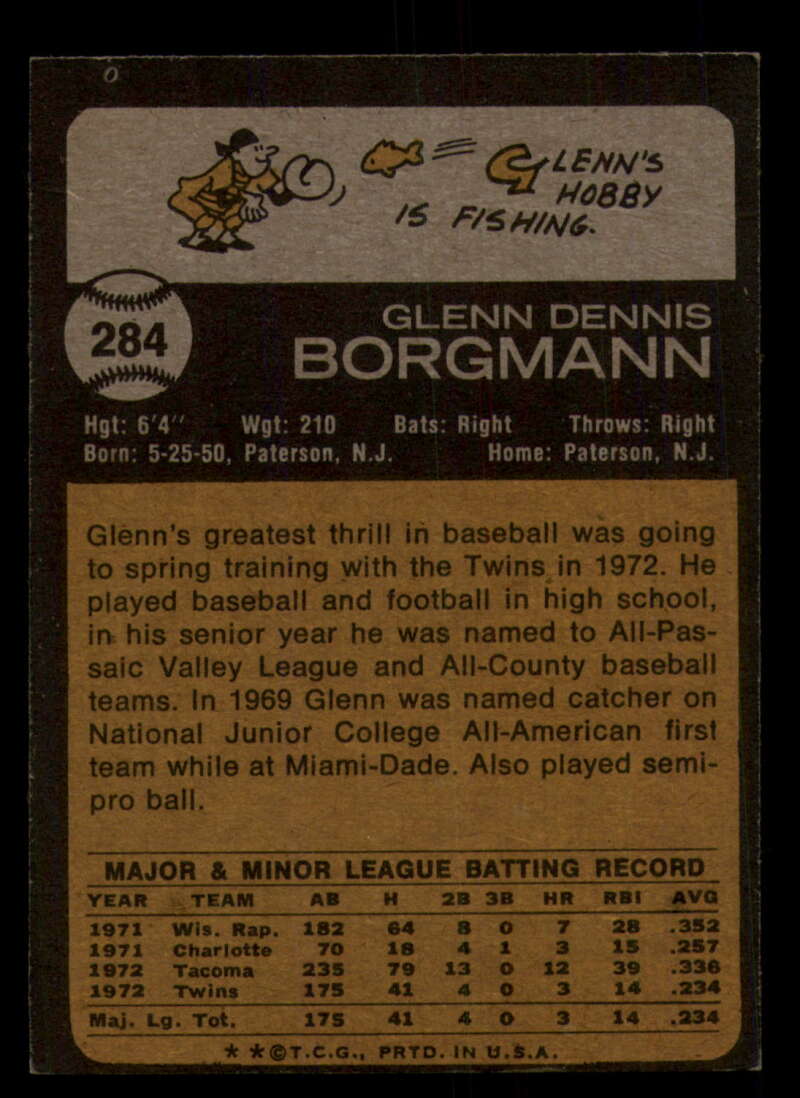 GLENN'S
HOBBY
IS FISHING.
284
GLENN DENNIS
BORGMANN
Hgt: 6'4" Wgt: 210 Bats: Right Throws: Right
Born: 5-25-50, Paterson, N.J. Home: Paterson, N.J.
Glenn's greatest thrill in baseball was going
to spring training with the Twins in 1972. He
played baseball and football in high school,
in his senior year he was named to All-Pas-
saic Valley League and All-County baseball
teams. In 1969 Glenn was named catcher on
National Junior College All-American first
team while at Miami-Dade. Also played semi-
pro ball.
MAJOR & MINOR LEAGUE BATTING RECORD
YEAR TEAM AB H 2B 3B HR RBI AVG
1971 Wis. Rap. 182 64 8 0 7 28 .352
1971 Charlotte 70 18 4 1 3 15 .257
1972 Tacoma 235 79 13 0 12 39 .336
1972 Twins 175 41 4 0 3 14 .234
Maj. Lg. Tot. 175 41 4 0 3 14 .234
* *©T.C.G., PRTD. IN U.S.A.